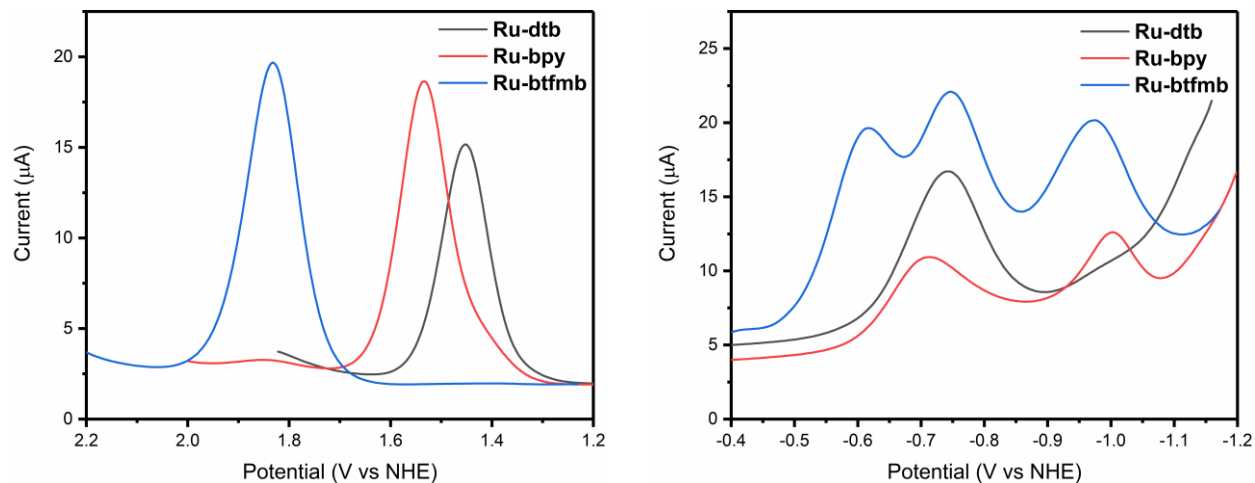 Ru-dtb
Ru-bpy
Ru-btfmb
20
15
10
5
0
Current (μA)
2.2 2.0 1.8 1.6 1.4 1.2
Potential (V vs NHE)
Ru-dtb
Ru-bpy
Ru-btfmb
25
20
15
10
5
0
Current (μA)
-0.4 -0.5 -0.6 -0.7 -0.8 -0.9 -1.0 -1.1 -1.2
Potential (V vs NHE)